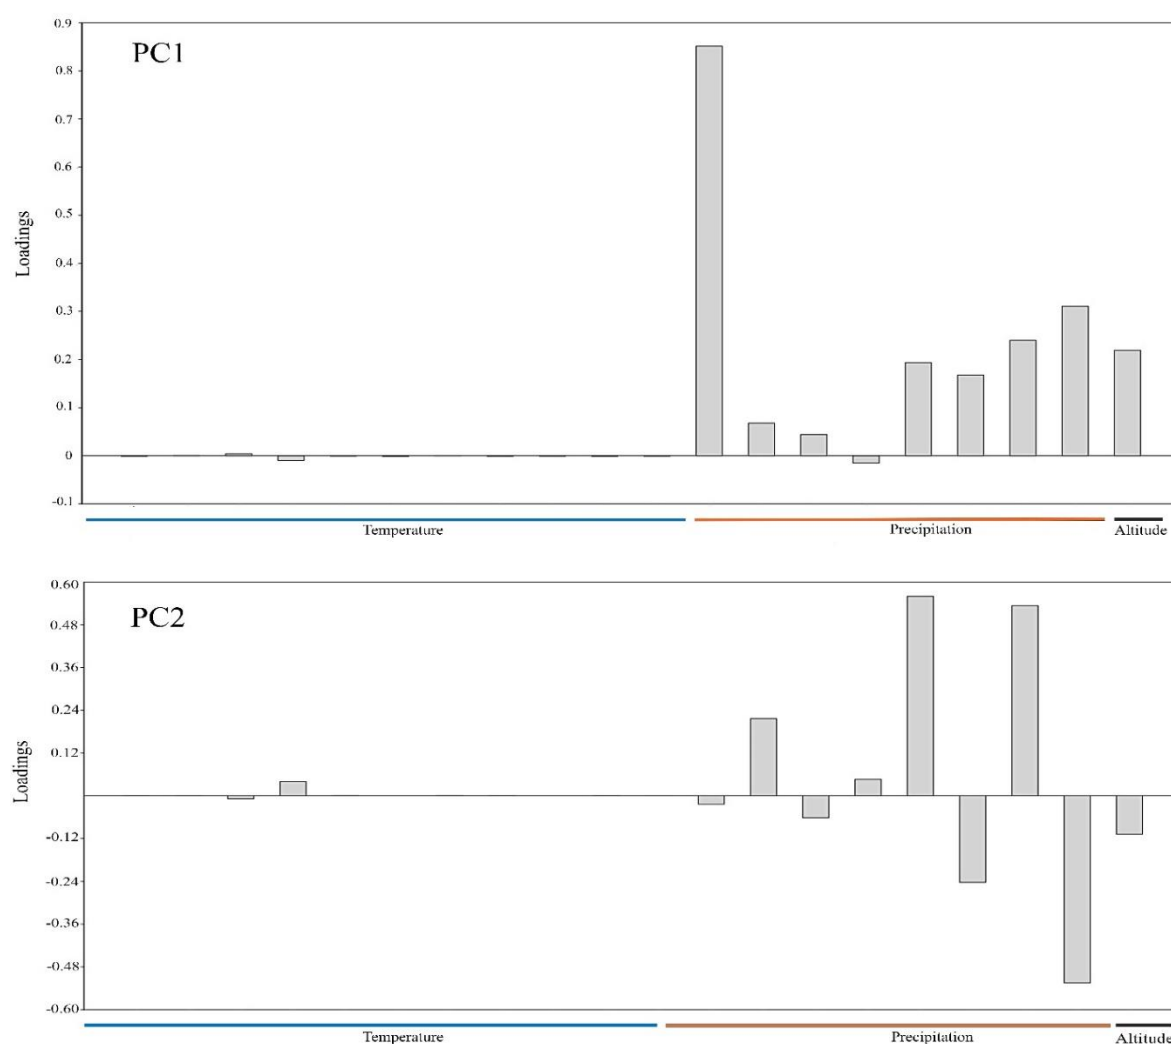 PC1
Loadings
0.9
0.8
0.7
0.6
0.5
0.4
0.3
0.2
0.1
0
-0.1
Temperature
Precipitation
Altitude
PC2
Loadings
0.60
0.48
0.36
0.24
0.12
-0.12
-0.24
-0.36
-0.48
-0.60
Temperature
Precipitation
Altitude